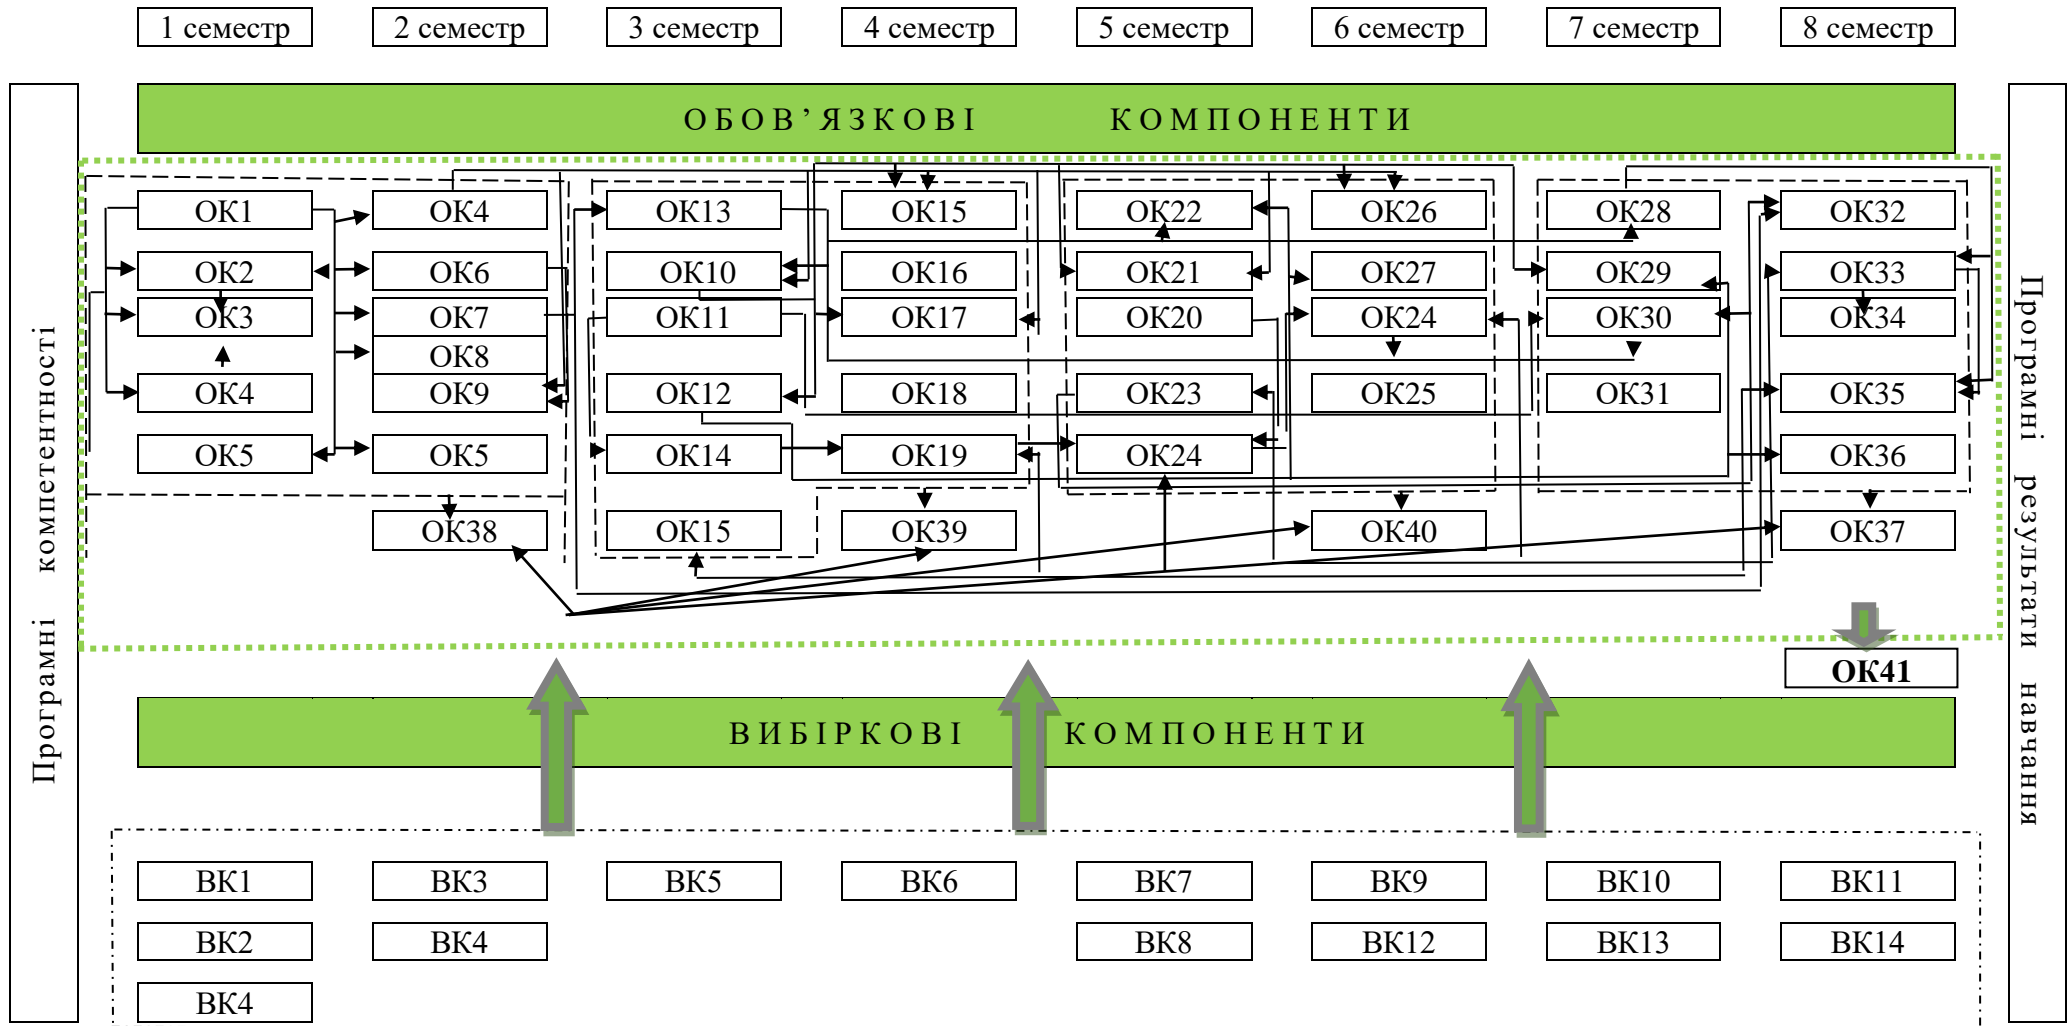 1 семестр 2 семестр 3 семестр 4 семестр 5 семестр 6 семестр 7 семестр 8 семестр
ОБОВ’ЯЗКОВІ КОМПОНЕНТИ
Програмні компетентності
Програмні результати навчання
ОК1 ОК4 ОК13 ОК15 ОК22 ОК26 ОК28 ОК32
ОК2 ОК6 ОК10 ОК16 ОК21 ОК27 ОК29 ОК33
ОК3 ОК7 ОК11 ОК17 ОК20 ОК24 ОК30 ОК34
ОК8
ОК4 ОК9 ОК12 ОК18 ОК23 ОК25 ОК31 ОК35
ОК5 ОК5 ОК14 ОК19 ОК24 ОК36
ОК38 ОК15 ОК39 ОК40 ОК37
ОК41
ВИБІРКОВІ КОМПОНЕНТИ
ВК1 ВК3 ВК5 ВК6 ВК7 ВК9 ВК10 ВК11
ВК2 ВК4 ВК8 ВК12 ВК13 ВК14
ВК4